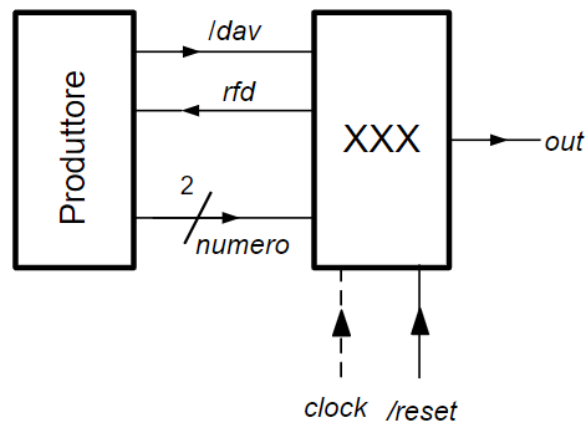 /dav
Produttore
rfd
XXX
out
2
numero
clock
/reset